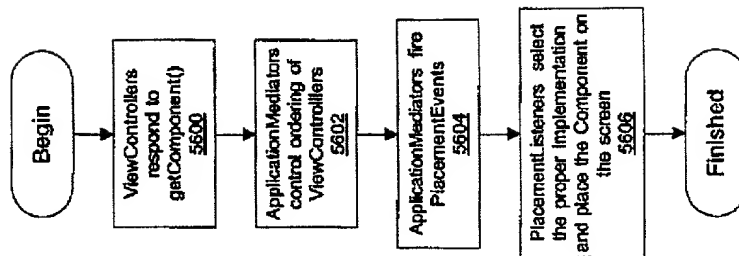 Begin
ViewControllers
respond to
getComponent()
5600
ApplicationMediators
control ordering of
ViewControllers
5602
ApplicationMediators fire
PlacementEvents
5604
PlacementListeners select
the proper implementation
and place the Component on
the screen
5606
Finished